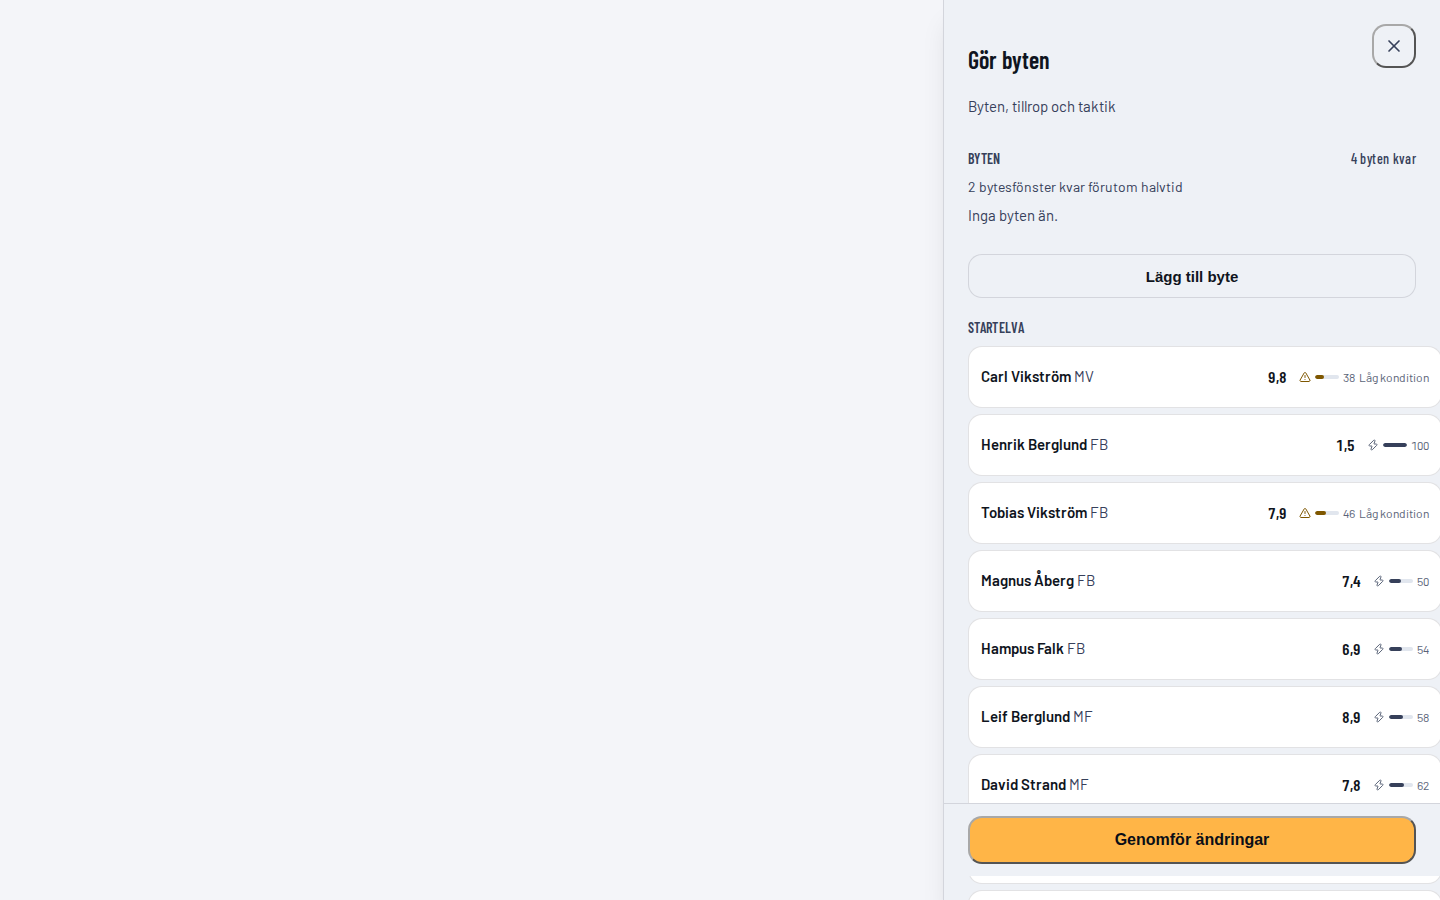 Gör byten
Byten, tillrop och taktik
BYTEN 4 byten kvar
2 bytesfönster kvar förutom halvtid
Inga byten än.
Lägg till byte
STARTELVA
Carl Vikström MV 9,8 38 Låg kondition
Henrik Berglund FB 1,5 100
Tobias Vikström FB 7,9 46 Låg kondition
Magnus Åberg FB 7,4 50
Hampus Falk FB 6,9 54
Leif Berglund MF 8,9 58
David Strand MF 7,8 62
Genomför ändringar